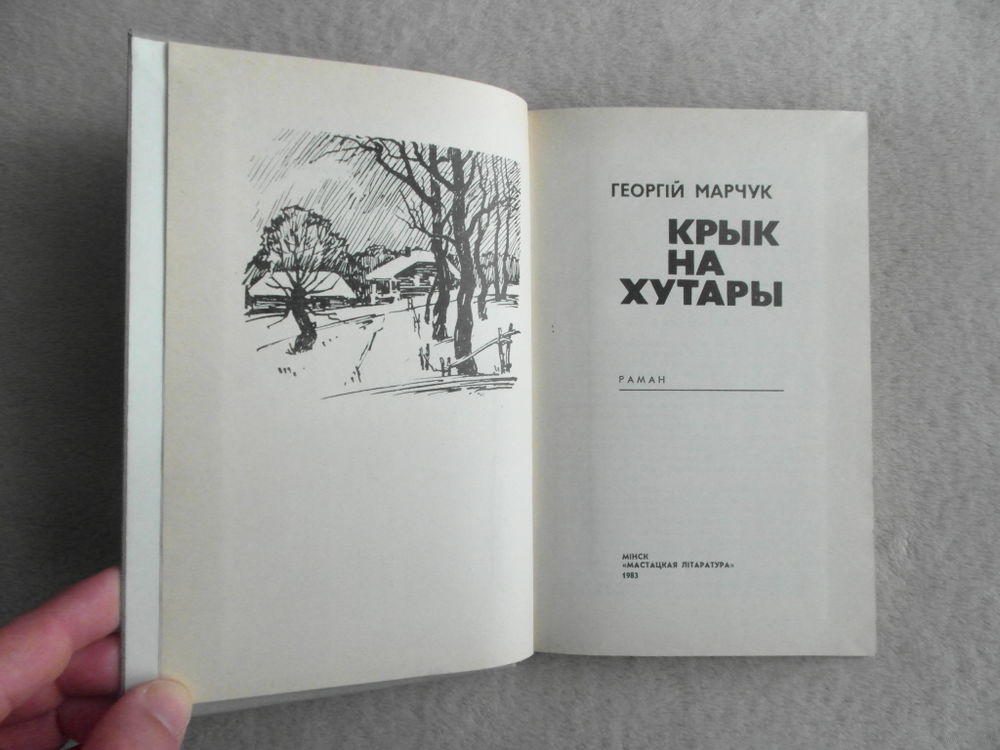 ГЕОРГІЙ МАРЧУК
КРЫК
НА
ХУТАРЫ
РАМАН
МІНСК
«МАСТАЦКАЯ ЛІТАРАТУРА»
1983